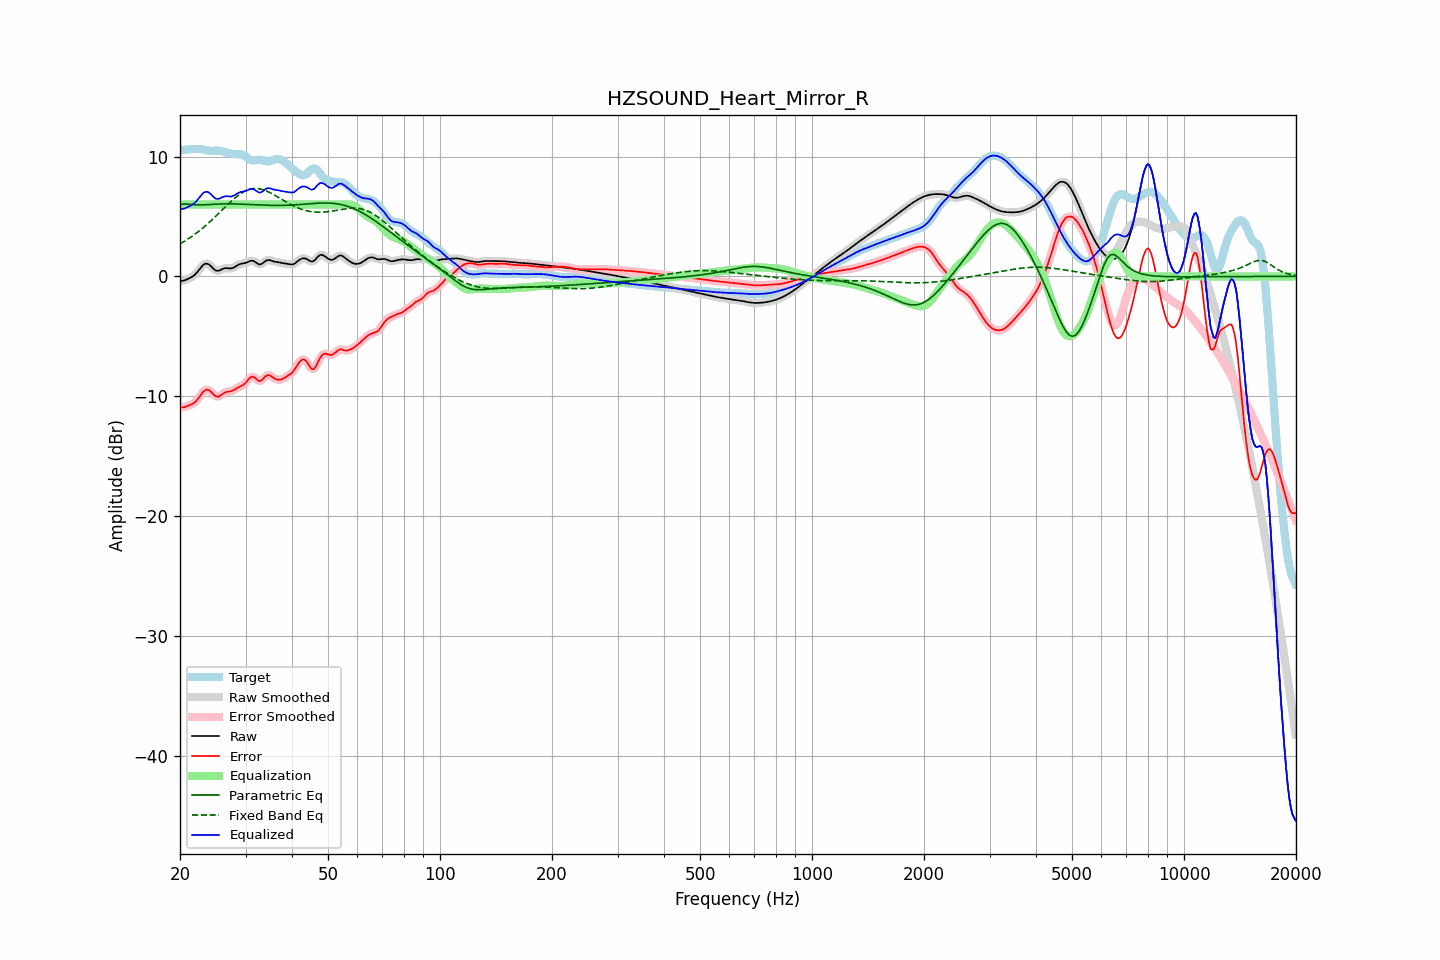 HZSOUND_Heart_Mirror_R
Amplitude (dBr)
10
0
−10
−20
−30
−40
Target
Raw Smoothed
Error Smoothed
Raw
Error
Equalization
Parametric Eq
Fixed Band Eq
Equalized
20 50 100 200 500 1000 2000 5000 10000 20000
Frequency (Hz)